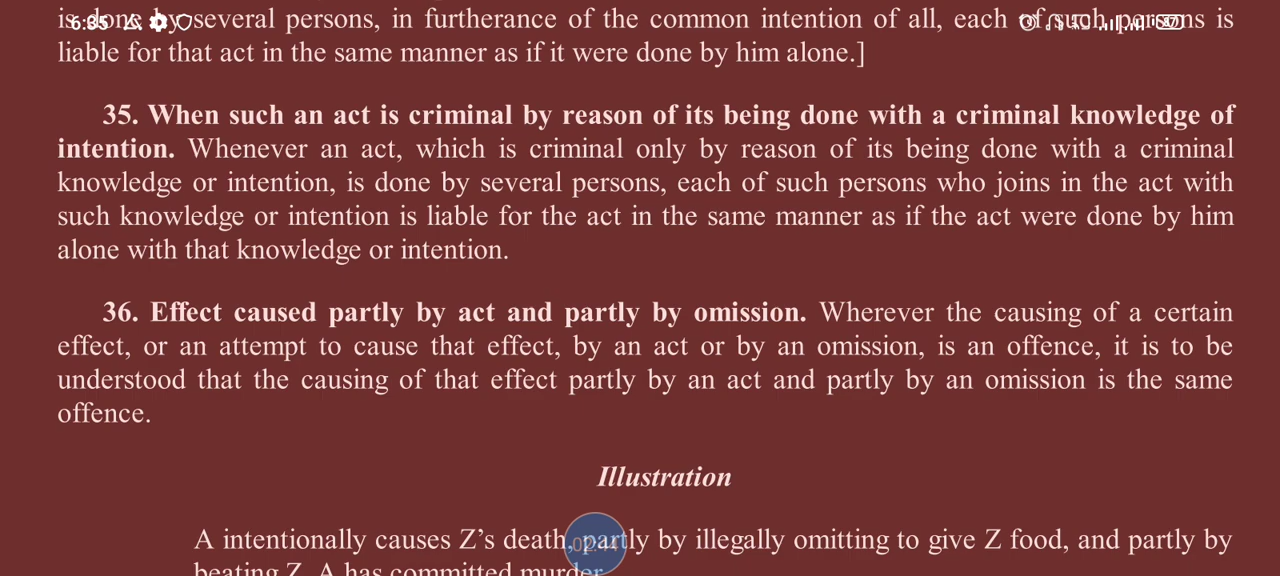 is done by several persons, in furtherance of the common intention of all, each of such persons is
6:35
liable for that act in the same manner as if it were done by him alone.]
35. When such an act is criminal by reason of its being done with a criminal knowledge of
intention. Whenever an act, which is criminal only by reason of its being done with a criminal
knowledge or intention, is done by several persons, each of such persons who joins in the act with
such knowledge or intention is liable for the act in the same manner as if the act were done by him
alone with that knowledge or intention.
36. Effect caused partly by act and partly by omission. Wherever the causing of a certain
effect, or an attempt to cause that effect, by an act or by an omission, is an offence, it is to be
understood that the causing of that effect partly by an act and partly by an omission is the same
offence.
Illustration
A intentionally causes Z’s death, partly by illegally omitting to give Z food, and partly by
beating Z. A has committed murder.